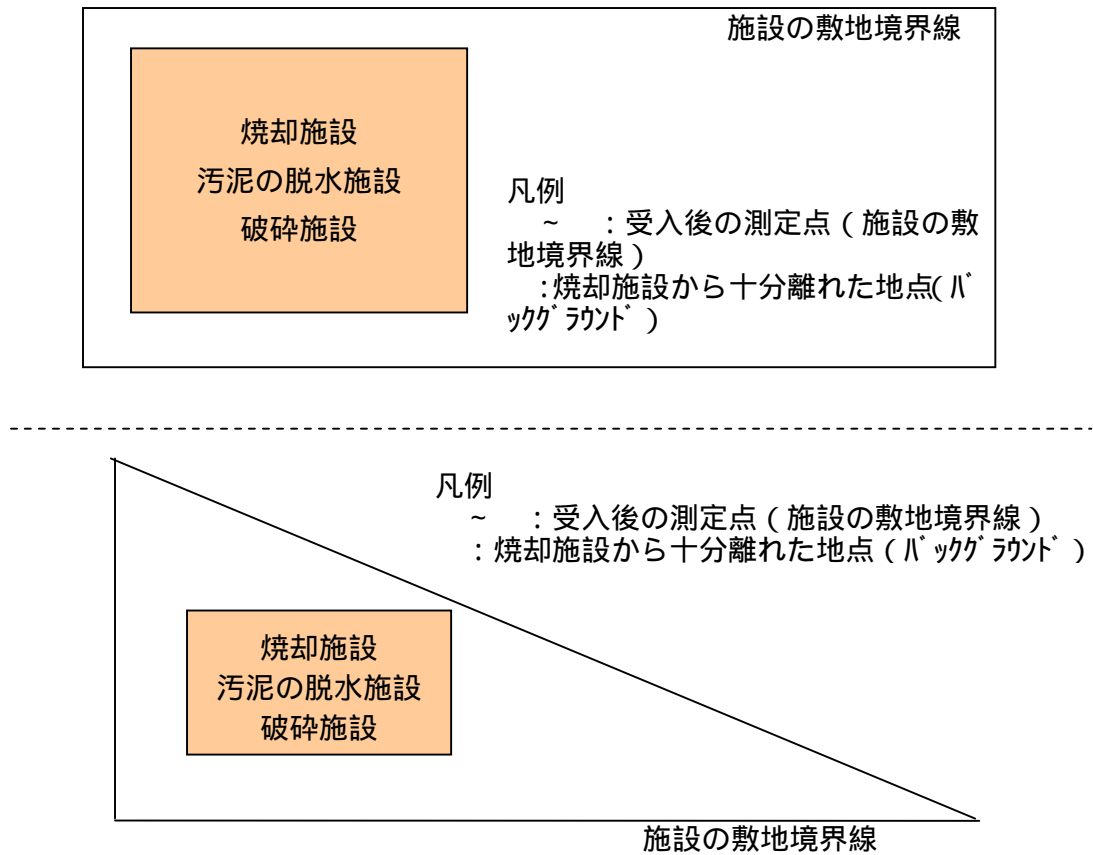 施設の敷地境界線
焼却施設
汚泥の脱水施設
破砕施設
凡例
~ :受入後の測定点(施設の敷
地境界線)
:焼却施設から十分離れた地点(バ
ックグラウンド)
凡例
~ :受入後の測定点(施設の敷地境界線)
:焼却施設から十分離れた地点(バックグラウンド)
焼却施設
汚泥の脱水施設
破砕施設
施設の敷地境界線